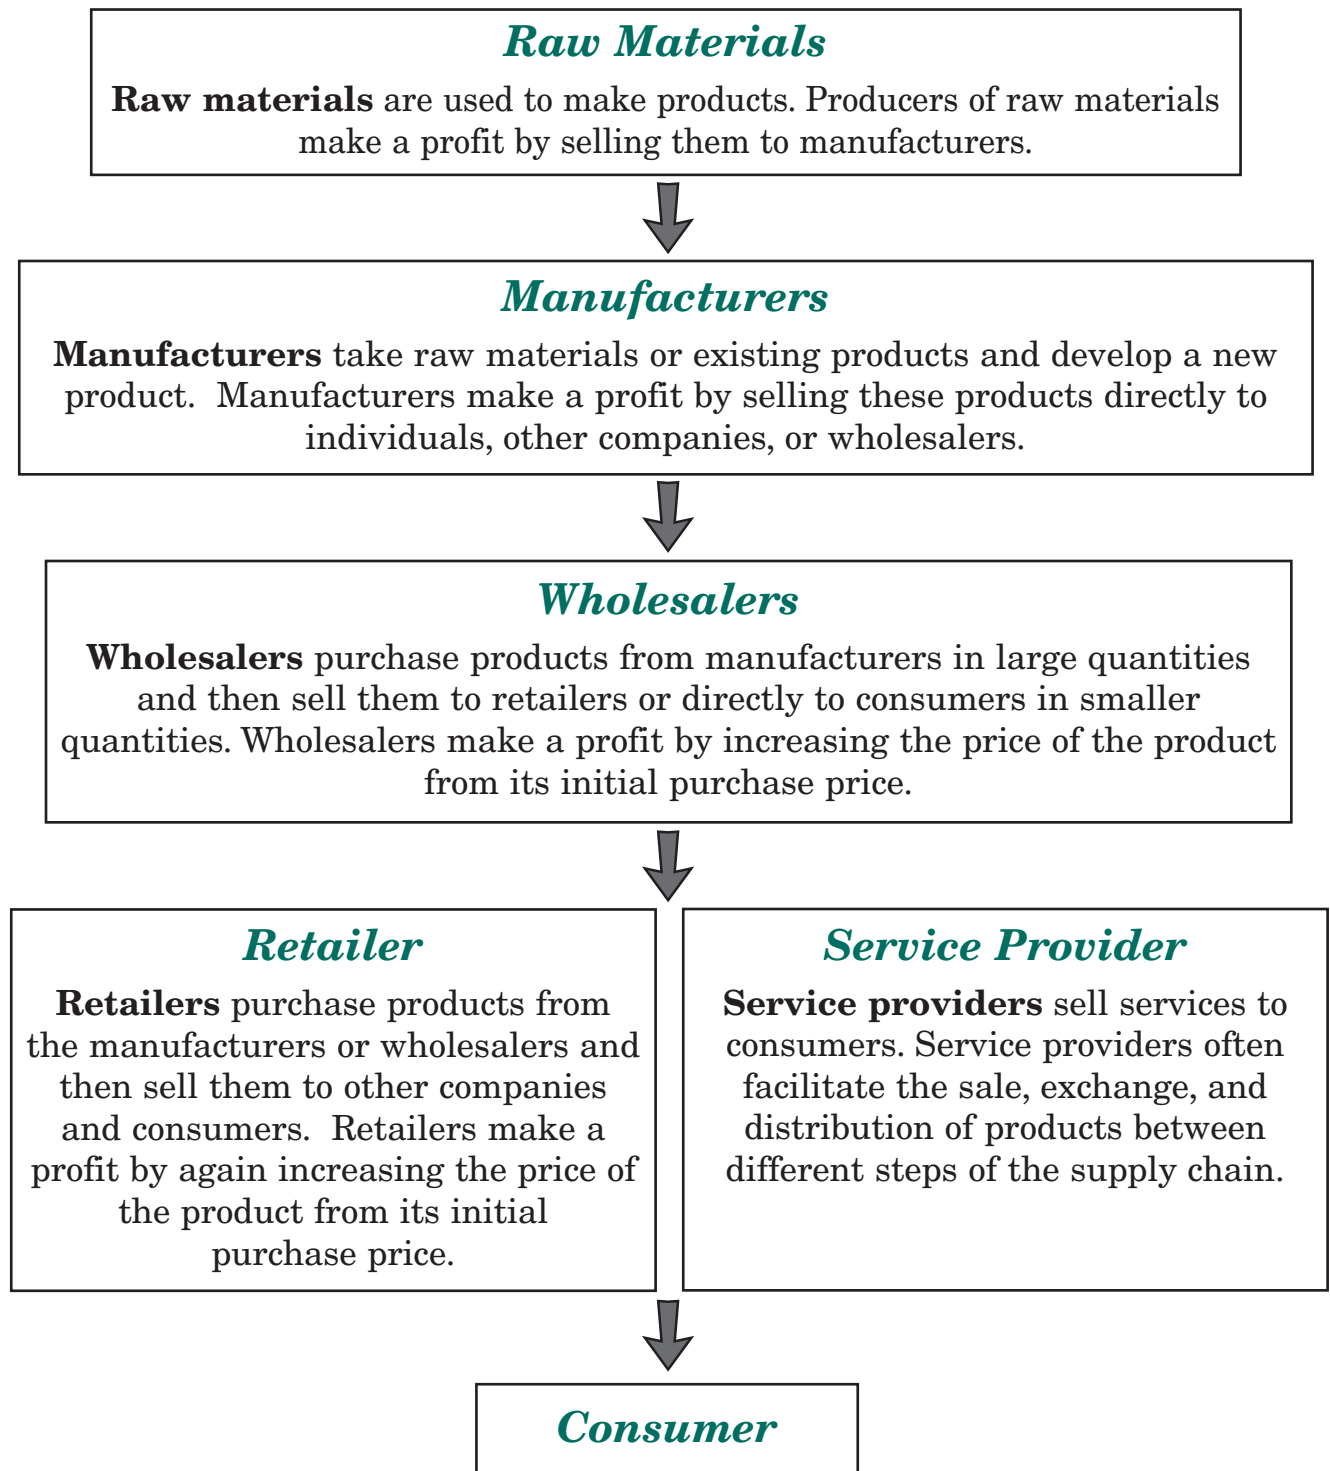 Raw Materials
Raw materials are used to make products. Producers of raw materials
make a profit by selling them to manufacturers.
Manufacturers
Manufacturers take raw materials or existing products and develop a new
product.  Manufacturers make a profit by selling these products directly to
individuals, other companies, or wholesalers.
Wholesalers
Wholesalers purchase products from manufacturers in large quantities
and then sell them to retailers or directly to consumers in smaller
quantities. Wholesalers make a profit by increasing the price of the product
from its initial purchase price.
Retailer
Retailers purchase products from
the manufacturers or wholesalers and
then sell them to other companies
and consumers.  Retailers make a
profit by again increasing the price of
the product from its initial
purchase price.
Service Provider
Service providers sell services to
consumers. Service providers often
facilitate the sale, exchange, and
distribution of products between
different steps of the supply chain.
Consumer